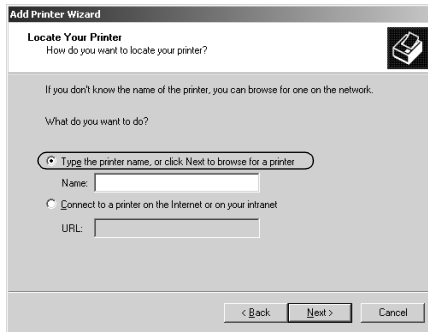 Add Printer Wizard
Locate Your Printer
How do you want to locate your printer?
If you don't know the name of the printer, you can browse for one on the network.
What do you want to do?
Type the printer name, or click Next to browse for a printer
Name:
Connect to a printer on the Internet or on your intranet
URL:
< Back Next > Cancel